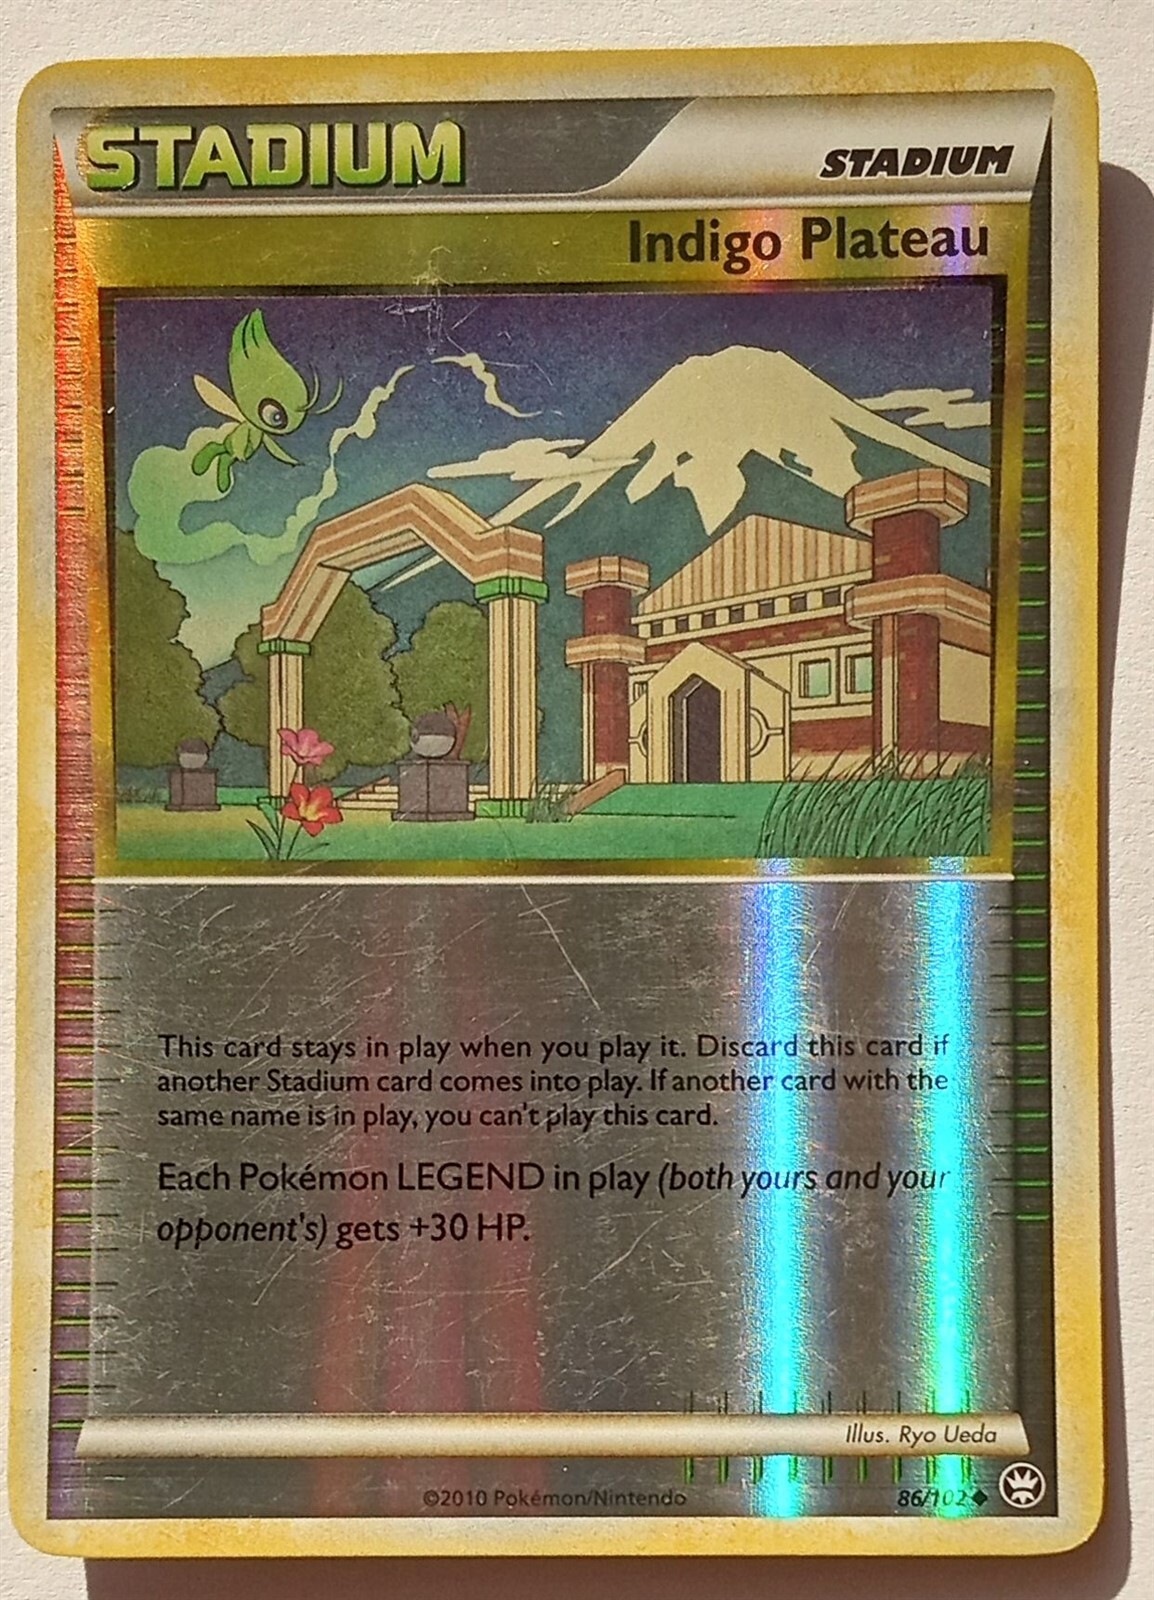 STADIUM
STADIUM
Indigo Plateau
This card stays in play when you play it. Discard this card if
another Stadium card comes into play. If another card with the
same name is in play, you can't play this card.
Each Pokémon LEGEND in play (both yours and your
opponent's) gets +30 HP.
Illus. Ryo Ueda
©2010 Pokémon/Nintendo
86/102